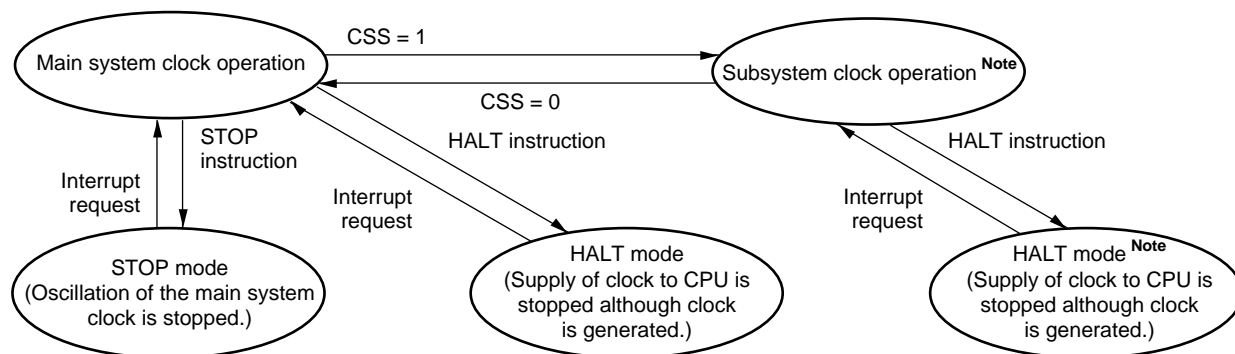 CSS = 1
Main system clock operation
Subsystem clock operation Note
CSS = 0
STOP
instruction
HALT instruction
HALT instruction
Interrupt
request
Interrupt
request
Interrupt
request
STOP mode
(Oscillation of the main system
clock is stopped.)
HALT mode
(Supply of clock to CPU is
stopped although clock
is generated.)
HALT mode Note
(Supply of clock to CPU is
stopped although clock
is generated.)